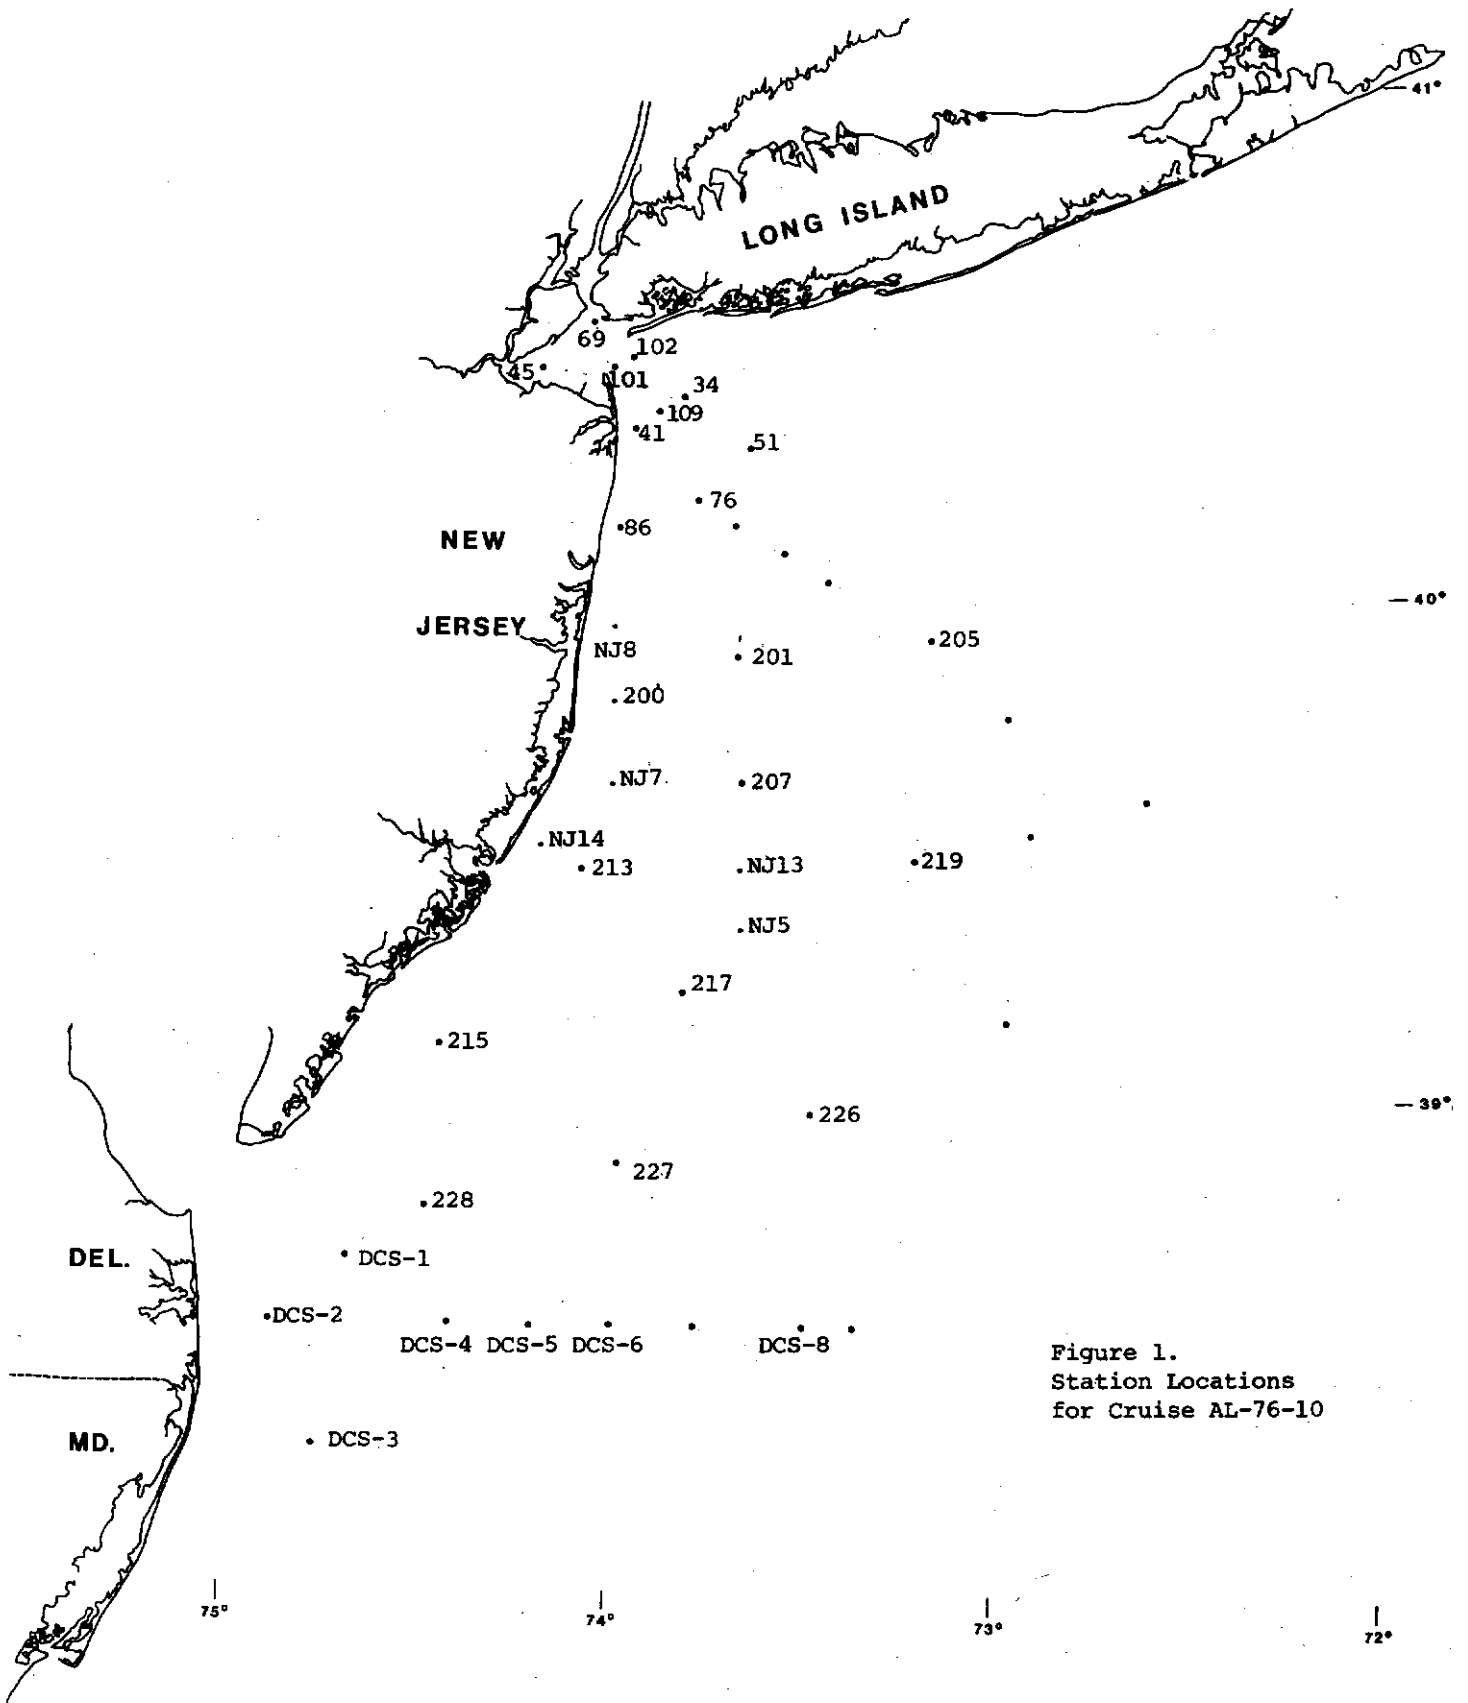 41°
LONG ISLAND
69
102
45
101
34
109
41
51
76
86
NEW
40°
JERSEY
NJ8
201
205
200
NJ7
207
NJ14
213
NJ13
219
NJ5
217
215
39°
226
227
228
DEL.
DCS-1
DCS-2
DCS-4 DCS-5 DCS-6
DCS-8
Figure 1.
Station Locations
for Cruise AL-76-10
MD.
DCS-3
75°
74°
73°
72°